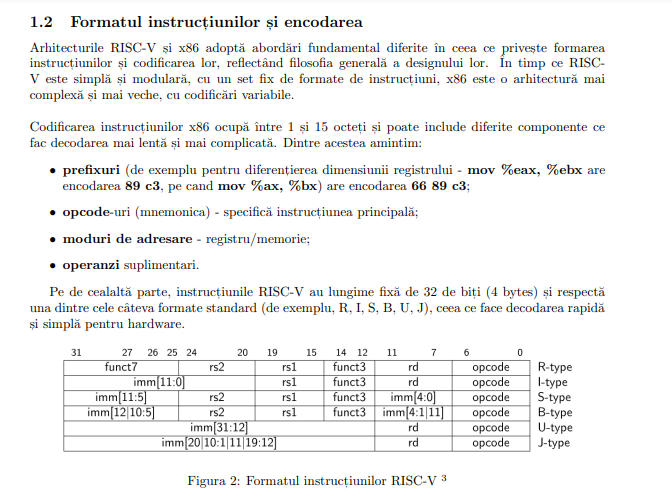 1.2 Formatul instrucțiunilor și encodarea
Arhitecturile RISC-V și x86 adoptă abordări fundamental diferite în ceea ce privește formarea
instrucțiunilor și codificarea lor, reflectând filosofia generală a designului lor. În timp ce RISC-
V este simplă și modulară, cu un set fix de formate de instrucțiuni, x86 este o arhitectură mai
complexă și mai veche, cu codificări variabile.
Codificarea instrucțiunilor x86 ocupă între 1 și 15 octeți și poate include diferite componente ce
fac decodarea mai lentă și mai complicată. Dintre acestea amintim:
• prefixuri (de exemplu pentru diferențierea dimensiunii registrului - mov %eax, %ebx are
encodarea 89 c3, pe cand mov %ax, %bx) are encodarea 66 89 c3;
• opcode-uri (mnemonica) - specifică instrucțiunea principală;
• moduri de adresare - registru/memorie;
• operanzi suplimentari.
Pe de cealaltă parte, instrucțiunile RISC-V au lungime fixă de 32 de biți (4 bytes) și respectă
una dintre cele câteva formate standard (de exemplu, R, I, S, B, U, J), ceea ce face decodarea rapidă
și simplă pentru hardware.
31 27 26 25 24 20 19 15 14 12 11 7 6 0
funct7 rs2 rs1 funct3 rd opcode R-type
imm[11:0] rs1 funct3 rd opcode I-type
imm[11:5] rs2 rs1 funct3 imm[4:0] opcode S-type
imm[12|10:5] rs2 rs1 funct3 imm[4:1|11] opcode B-type
imm[31:12] rd opcode U-type
imm[20|10:1|11|19:12] rd opcode J-type
Figura 2: Formatul instrucțiunilor RISC-V 3